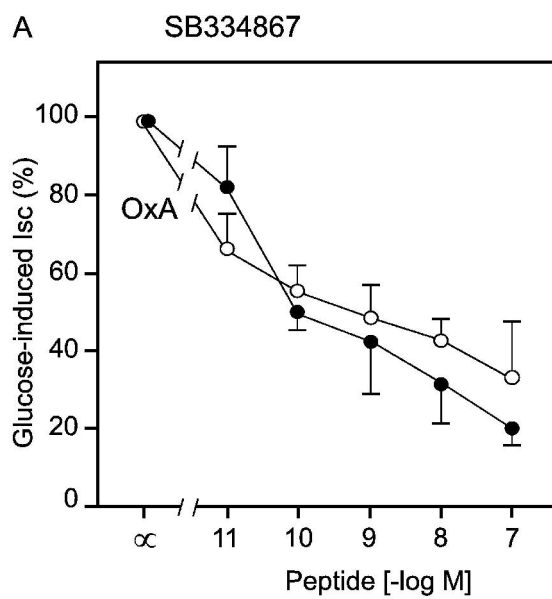 A SB334867
Glucose-induced Isc (%)
100
80
60
40
20
0
OxA
∝ 11 10 9 8 7
Peptide [-log M]